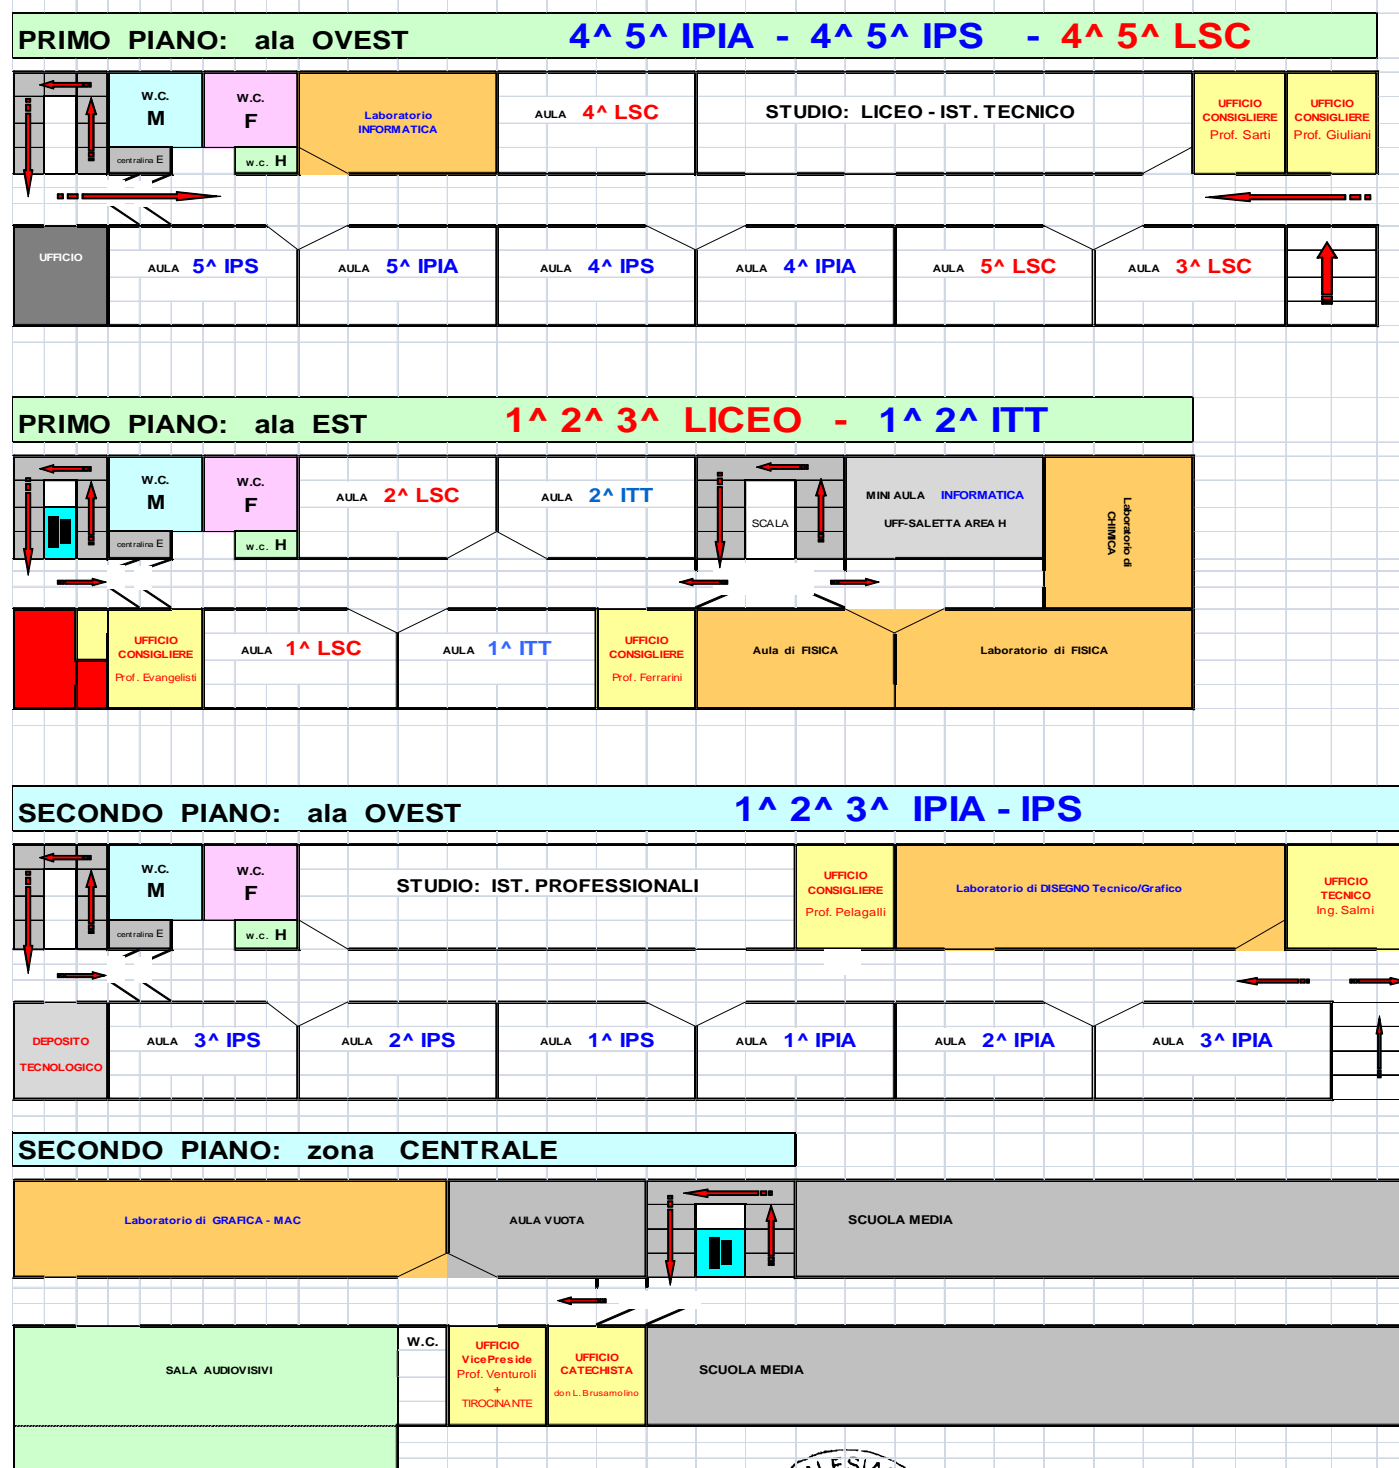 PRIMO PIANO: ala OVEST 4^ 5^ IPIA - 4^ 5^ IPS - 4^ 5^ LSC
W.C.
M
W.C.
F
Laboratorio
INFORMATICA
AULA 4^ LSC
STUDIO: LICEO - IST. TECNICO
UFFICIO
CONSIGLIERE
Prof. Sarti
UFFICIO
CONSIGLIERE
Prof. Giuliani
centralina E
w.c. H
UFFICIO
AULA 5^ IPS
AULA 5^ IPIA
AULA 4^ IPS
AULA 4^ IPIA
AULA 5^ LSC
AULA 3^ LSC
PRIMO PIANO: ala EST 1^ 2^ 3^ LICEO - 1^ 2^ ITT
W.C.
M
W.C.
F
AULA 2^ LSC
AULA 2^ ITT
SCALA
MINI AULA INFORMATICA
UFF-SALETTA AREA H
Laboratorio di
CHIMICA
centralina E
w.c. H
UFFICIO
CONSIGLIERE
Prof. Evangelisti
AULA 1^ LSC
AULA 1^ ITT
UFFICIO
CONSIGLIERE
Prof. Ferrarini
Aula di FISICA
Laboratorio di FISICA
SECONDO PIANO: ala OVEST 1^ 2^ 3^ IPIA - IPS
W.C.
M
W.C.
F
STUDIO: IST. PROFESSIONALI
UFFICIO
CONSIGLIERE
Prof. Pelagalli
Laboratorio di DISEGNO Tecnico/Grafico
UFFICIO
TECNICO
Ing. Salmi
centralina E
w.c. H
DEPOSITO
TECNOLOGICO
AULA 3^ IPS
AULA 2^ IPS
AULA 1^ IPS
AULA 1^ IPIA
AULA 2^ IPIA
AULA 3^ IPIA
SECONDO PIANO: zona CENTRALE
Laboratorio di GRAFICA - MAC
AULA VUOTA
SCUOLA MEDIA
SALA AUDIOVISIVI
W.C.
UFFICIO
VicePreside
Prof. Venturoli
+
TIROCINANTE
UFFICIO
CATECHISTA
don L. Brusamolino
SCUOLA MEDIA